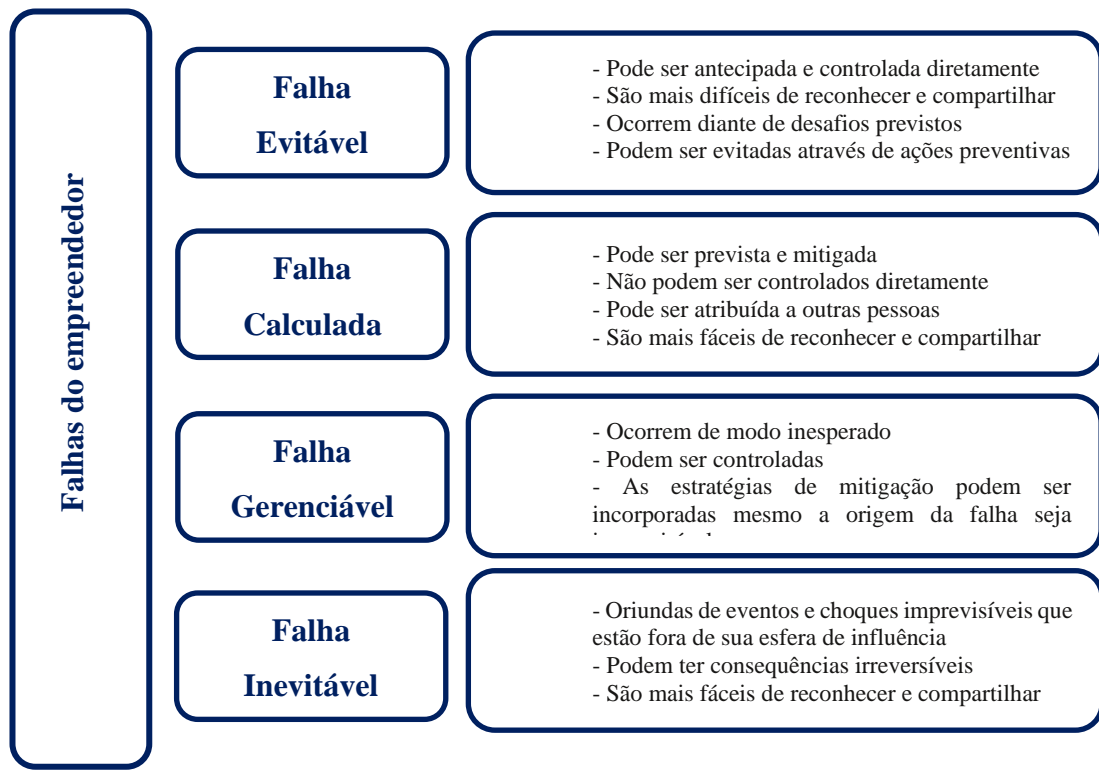 Falhas do empreendedor
Falha
Evitável
- Pode ser antecipada e controlada diretamente
- São mais difíceis de reconhecer e compartilhar
- Ocorrem diante de desafios previstos
- Podem ser evitadas através de ações preventivas
Falha
Calculada
- Pode ser prevista e mitigada
- Não podem ser controlados diretamente
- Pode ser atribuída a outras pessoas
- São mais fáceis de reconhecer e compartilhar
Falha
Gerenciável
- Ocorrem de modo inesperado
- Podem ser controladas
- As estratégias de mitigação podem ser
incorporadas mesmo a origem da falha seja
Falha
Inevitável
- Oriundas de eventos e choques imprevisíveis que
estão fora de sua esfera de influência
- Podem ter consequências irreversíveis
- São mais fáceis de reconhecer e compartilhar